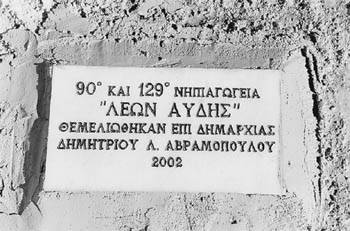 90° ΚΑΙ 129° ΝΗΠΙΑΓΩΓΕΙΑ
"ΛΕΩΝ ΑΥΔΗΣ"
ΘΕΜΕΛΙΩΘΗΚΑΝ ΕΠΙ ΔΗΜΑΡΧΙΑΣ
ΔΗΜΗΤΡΙΟΥ Λ. ΑΒΡΑΜΟΠΟΥΛΟΥ
2002